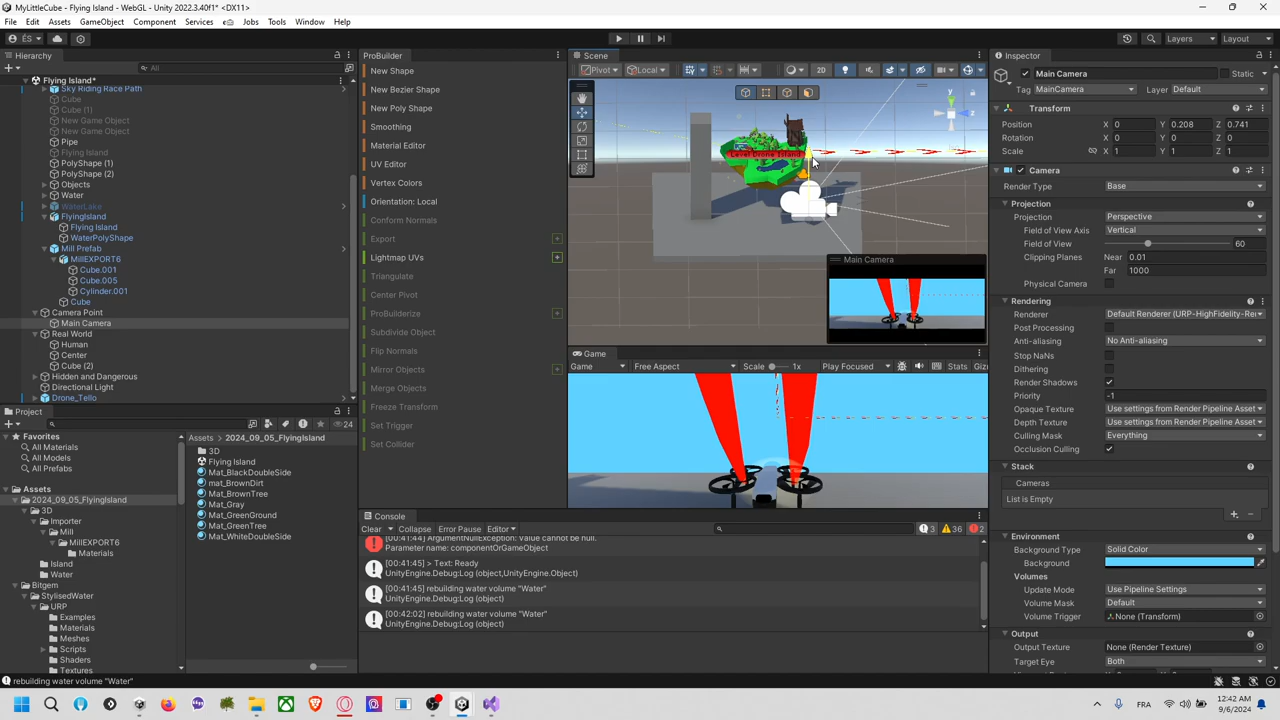 MyLittleCube - Flying Island - WebGL - Unity 2022.3.40f1* <DX11>
File Edit Assets GameObject Component Services Jobs Tools Window Help
ÉS
Layers Layout
Hierarchy
All
Flying Island*
Sky Riding Race Path
Cube
Cube (1)
New Game Object
New Game Object
Flying Island
PolyShape (1)
PolyShape (2)
Objects
Water
WaterLake
FlyingIsland
Flying Island
WaterPolyShape
Mill Prefab
MillEXPORT6
Cube.001
Cube.005
Cylinder.001
Cube
Camera Point
Main Camera
Real World
Human
Center
Cube (2)
Hidden and Dangerous
Directional Light
Drone_Tello
ProBuilder
New Shape
New Bezier Shape
New Poly Shape
Smoothing
Material Editor
UV Editor
Vertex Colors
Orientation: Local
Conform Normals
Export
Lightmap UVs
Triangulate
Center Pivot
ProBuilderize
Subdivide Object
Flip Normals
Mirror Objects
Merge Objects
Freeze Transform
Set Trigger
Set Collider
Scene
Pivot Local 2D
y
z
Level Drone Island
Main Camera
Game
Game Free Aspect Scale 1x Play Focused Stats Giz
Console
Clear Collapse Error Pause Editor 3 36 2
[00:41:44] ArgumentNullException: Value cannot be null.
Parameter name: componentOrGameObject
[00:41:45] > Text: Ready
UnityEngine.Debug:Log (object,UnityEngine.Object)
[00:41:45] rebuilding water volume "Water"
UnityEngine.Debug:Log (object)
[00:42:02] rebuilding water volume "Water"
UnityEngine.Debug:Log (object)
Project
24
Favorites
All Materials
All Models
All Prefabs
Assets
2024_09_05_FlyingIsland
3D
Importer
Mill
MillEXPORT6
Materials
Island
Water
Bitgem
StylisedWater
URP
Examples
Materials
Meshes
Scripts
Shaders
Textures
Assets > 2024_09_05_FlyingIsland
3D
Flying Island
Mat_BlackDoubleSide
mat_BrownDirt
Mat_BrownTree
Mat_Gray
Mat_GreenGround
Mat_GreenTree
Mat_WhiteDoubleSide
Inspector
Main Camera Static
Tag MainCamera Layer Default
Transform
Position X 0 Y 0.208 Z 0.741
Rotation X 0 Y 0 Z 0
Scale X 1 Y 1 Z 1
Camera
Render Type Base
Projection
Projection Perspective
Field of View Axis Vertical
Field of View 60
Clipping Planes Near 0.01
Far 1000
Physical Camera
Rendering
Renderer Default Renderer (URP-HighFidelity-Re
Post Processing
Anti-aliasing No Anti-aliasing
Stop NaNs
Dithering
Render Shadows
Priority -1
Opaque Texture Use settings from Render Pipeline Asset
Depth Texture Use settings from Render Pipeline Asset
Culling Mask Everything
Occlusion Culling
Stack
Cameras
List is Empty
Environment
Background Type Solid Color
Background
Volumes
Update Mode Use Pipeline Settings
Volume Mask Default
Volume Trigger None (Transform)
Output
Output Texture None (Render Texture)
Target Eye Both
rebuilding water volume "Water"
FRA
12:42 AM
9/6/2024